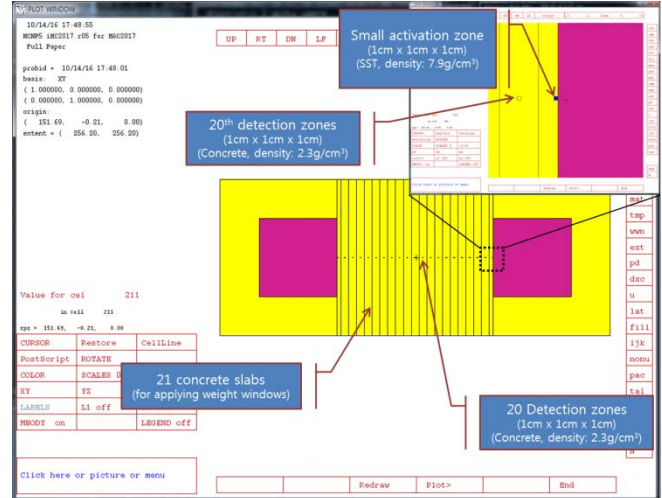 PLOT WINDOW
10/14/16 17:48:55
MCNP5 iMC2017.r05 for M&C2017
Full Paper
probid = 10/14/16 17:48:01
basis: XY
( 1.000000, 0.000000, 0.000000)
( 0.000000, 1.000000, 0.000000)
origin:
( 151.69, -0.21, 0.00)
extent = ( 256.20, 256.20)
UP RT DN LF
Small activation zone
(1cm x 1cm x 1cm)
(SST, density: 7.9g/cm³)
20th detection zones
(1cm x 1cm x 1cm)
(Concrete, density: 2.3g/cm³)
mat
tmp
wwn
ext
pd
dxc
u
lat
fill
ijk
nonu
pac
tal
Value for cel 211
in cell 211
xyz = 151.69, -0.21, 0.00
CURSOR Restore CellLine
PostScript ROTATE
COLOR SCALES 0
XY YZ
LABELS L1 off
MBODY on LEGEND off
21 concrete slabs
(for applying weight windows)
20 Detection zones
(1cm x 1cm x 1cm)
(Concrete, density: 2.3g/cm³)
N
Click here or picture or menu
Redraw Plot> End